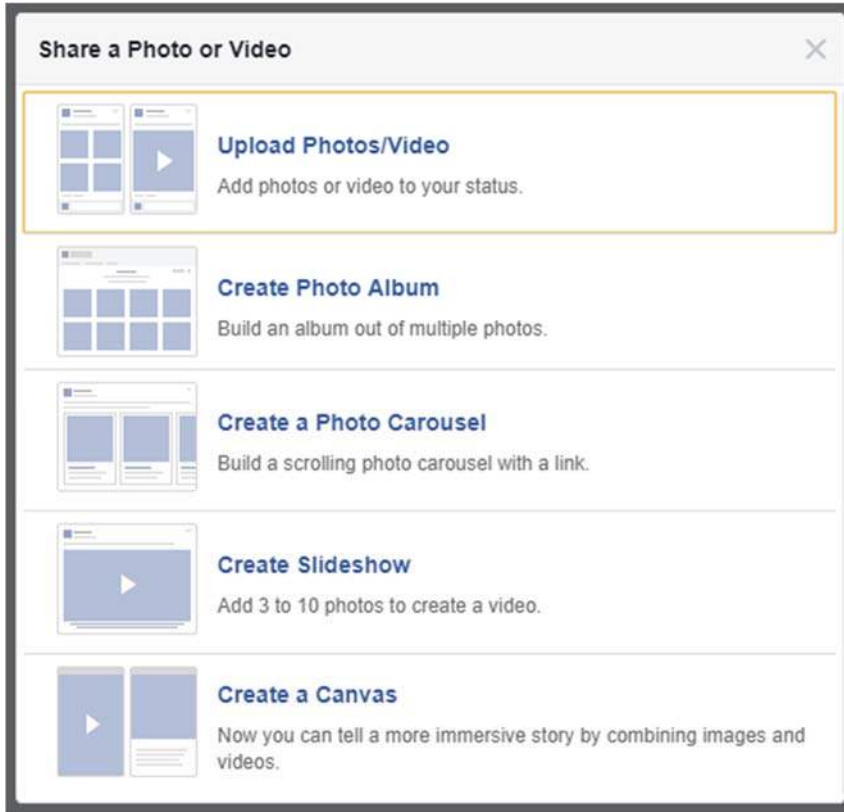 Share a Photo or Video
Upload Photos/Video
Add photos or video to your status.
Create Photo Album
Build an album out of multiple photos.
Create a Photo Carousel
Build a scrolling photo carousel with a link.
Create Slideshow
Add 3 to 10 photos to create a video.
Create a Canvas
Now you can tell a more immersive story by combining images and
videos.